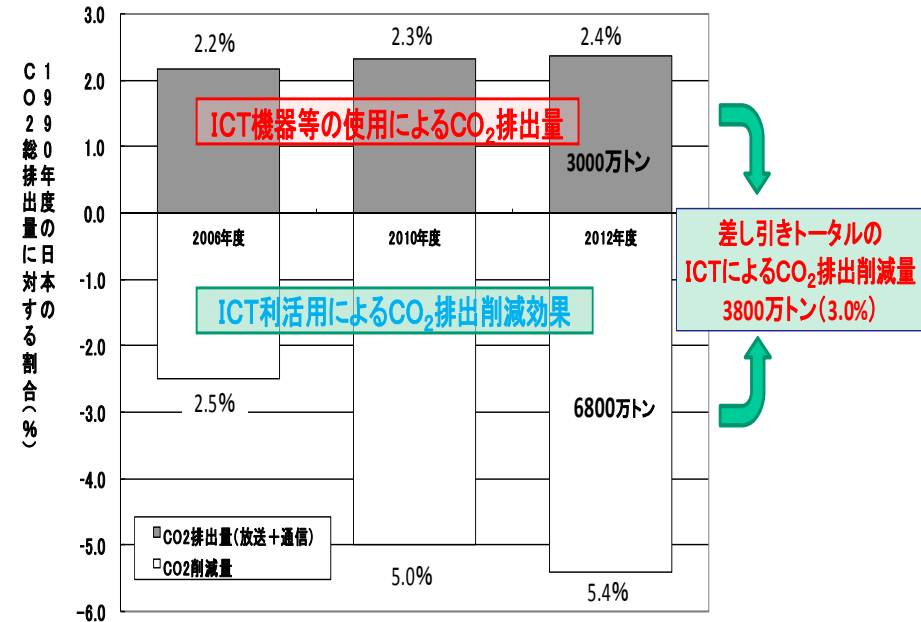 1990年度の日本の
CO2総排出量に対する割合(%)
3.0
2.0
1.0
0.0
-1.0
-2.0
-3.0
-4.0
-5.0
-6.0
2.2%
2.3%
2.4%
ICT機器等の使用によるCO₂排出量
3000万トン
2006年度
2010年度
2012年度
ICT利活用によるCO₂排出削減効果
2.5%
6800万トン
5.0%
5.4%
CO2排出量(放送+通信)
CO2削減量
差し引きトータルの
ICTによるCO₂排出削減量
3800万トン(3.0%)